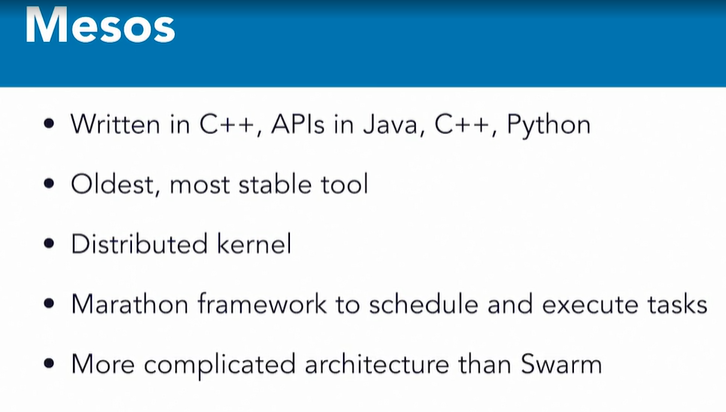 Mesos
• Written in C++, APIs in Java, C++, Python
• Oldest, most stable tool
• Distributed kernel
• Marathon framework to schedule and execute tasks
• More complicated architecture than Swarm